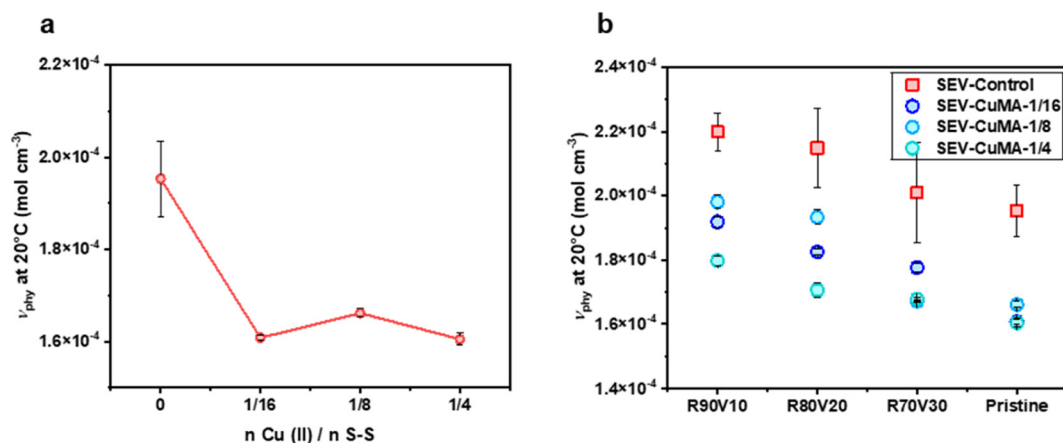 a
2.2×10⁻⁴
2.0×10⁻⁴
1.8×10⁻⁴
1.6×10⁻⁴
νphy at 20°C (mol cm⁻³)
0 1/16 1/8 1/4
n Cu (II) / n S-S
b
2.4×10⁻⁴
2.2×10⁻⁴
2.0×10⁻⁴
1.8×10⁻⁴
1.6×10⁻⁴
1.4×10⁻⁴
νphy at 20°C (mol cm⁻³)
SEV-Control
SEV-CuMA-1/16
SEV-CuMA-1/8
SEV-CuMA-1/4
R90V10 R80V20 R70V30 Pristine